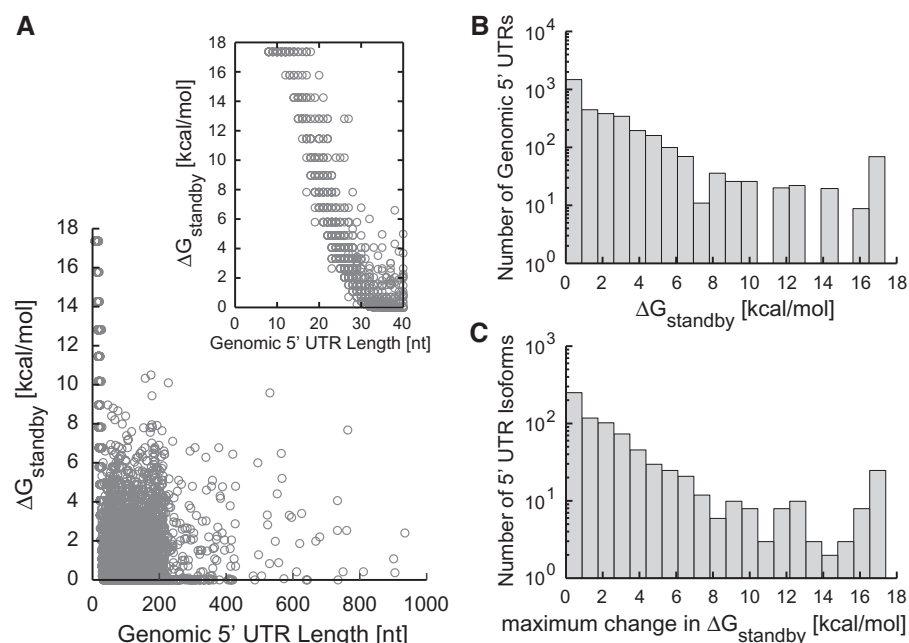 A
18
16
14
12
10
8
6
4
2
0
ΔGstandby [kcal/mol]
0 10 20 30 40
Genomic 5' UTR Length [nt]
18
16
14
12
10
8
6
4
2
0
ΔGstandby [kcal/mol]
0 200 400 600 800 1000
Genomic 5' UTR Length [nt]
B
10^4
10^3
10^2
10^1
10^0
Number of Genomic 5' UTRs
0 2 4 6 8 10 12 14 16 18
ΔGstandby [kcal/mol]
C
10^3
10^2
10^1
10^0
Number of 5' UTR Isoforms
0 2 4 6 8 10 12 14 16 18
maximum change in ΔGstandby [kcal/mol]